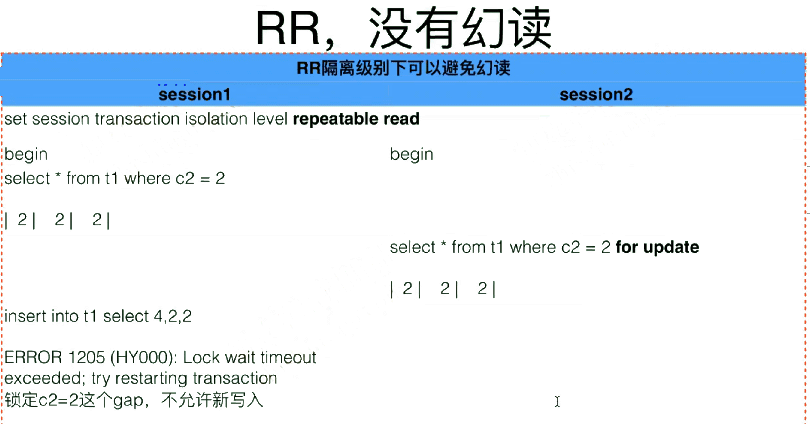 RR，没有幻读
RR隔离级别下可以避免幻读
session1 session2
set session transaction isolation level repeatable read
begin begin
select * from t1 where c2 = 2
| 2 | 2 | 2 |
select * from t1 where c2 = 2 for update
| 2 | 2 | 2 |
insert into t1 select 4,2,2
ERROR 1205 (HY000): Lock wait timeout
exceeded; try restarting transaction
锁定c2=2这个gap，不允许新写入